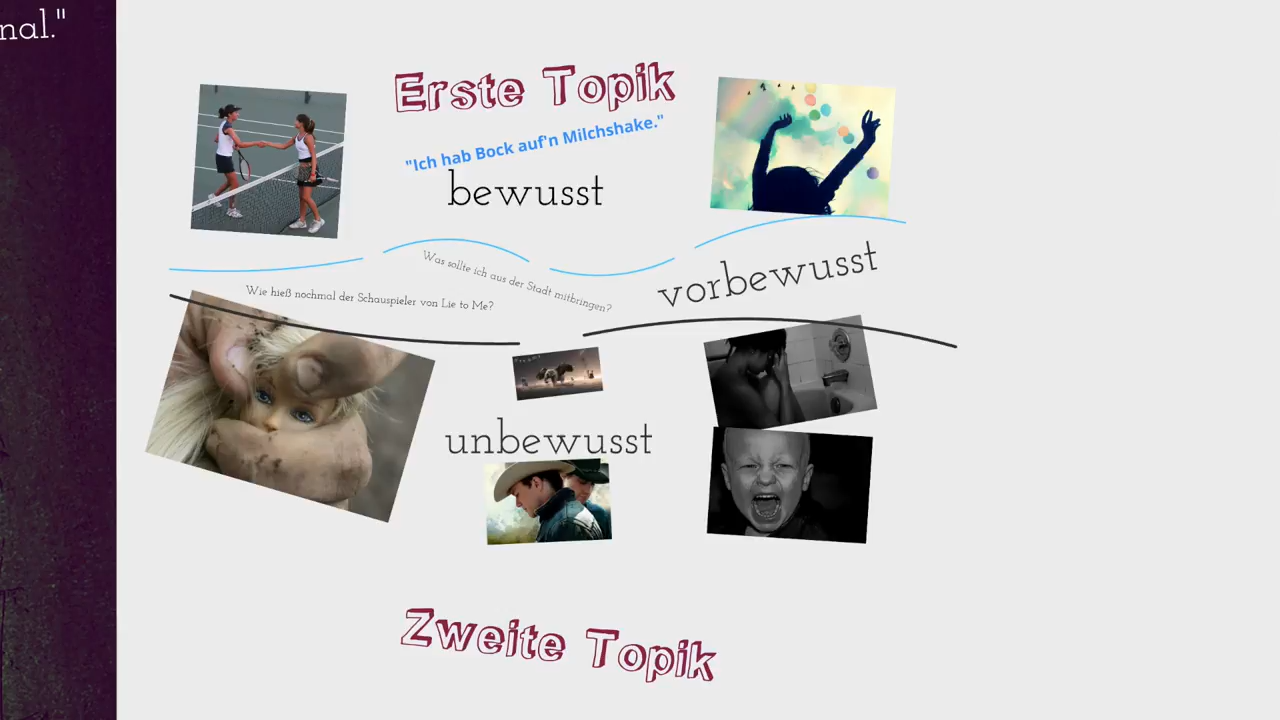 nal."
Erste Topik
"Ich hab Bock auf'n Milchshake."
bewusst
Was sollte ich aus der Stadt mitbringen?
vorbewusst
Wie hieß nochmal der Schauspieler von Lie to Me?
unbewusst
Zweite Topik